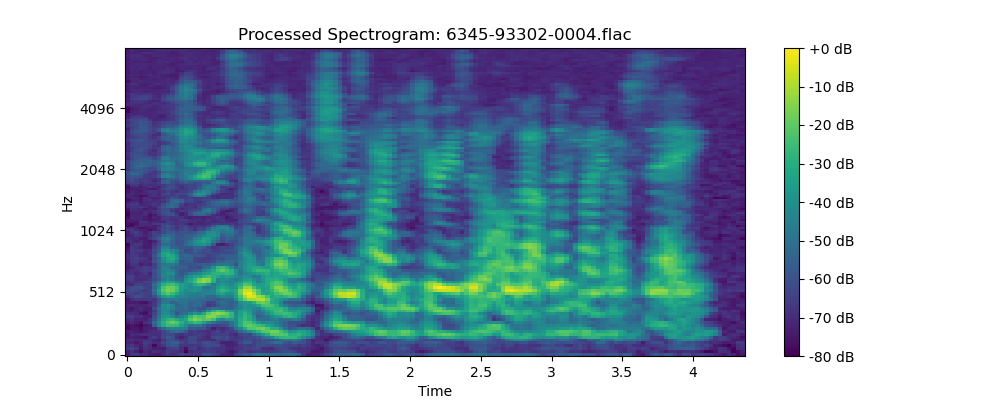 Processed Spectrogram: 6345-93302-0004.flac
Hz
4096
2048
1024
512
0
0 0.5 1 1.5 2 2.5 3 3.5 4
Time
+0 dB
-10 dB
-20 dB
-30 dB
-40 dB
-50 dB
-60 dB
-70 dB
-80 dB